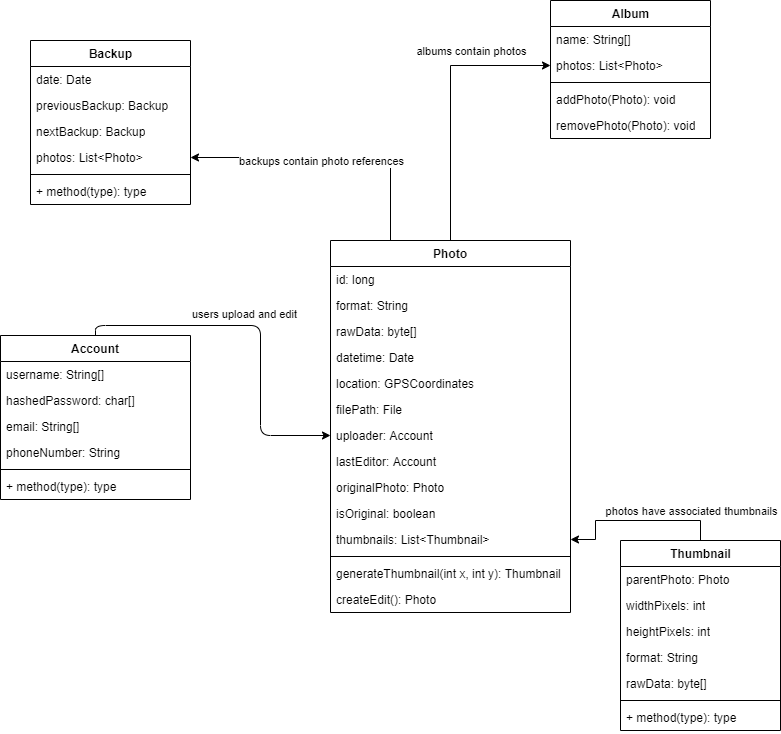 Album
name: String[]
photos: List<Photo>
addPhoto(Photo): void
removePhoto(Photo): void
albums contain photos
Backup
date: Date
previousBackup: Backup
nextBackup: Backup
photos: List<Photo>
+ method(type): type
backups contain photo references
Photo
id: long
format: String
rawData: byte[]
datetime: Date
location: GPSCoordinates
filePath: File
uploader: Account
lastEditor: Account
originalPhoto: Photo
isOriginal: boolean
thumbnails: List<Thumbnail>
generateThumbnail(int x, int y): Thumbnail
createEdit(): Photo
users upload and edit
Account
username: String[]
hashedPassword: char[]
email: String[]
phoneNumber: String
+ method(type): type
photos have associated thumbnails
Thumbnail
parentPhoto: Photo
widthPixels: int
heightPixels: int
format: String
rawData: byte[]
+ method(type): type